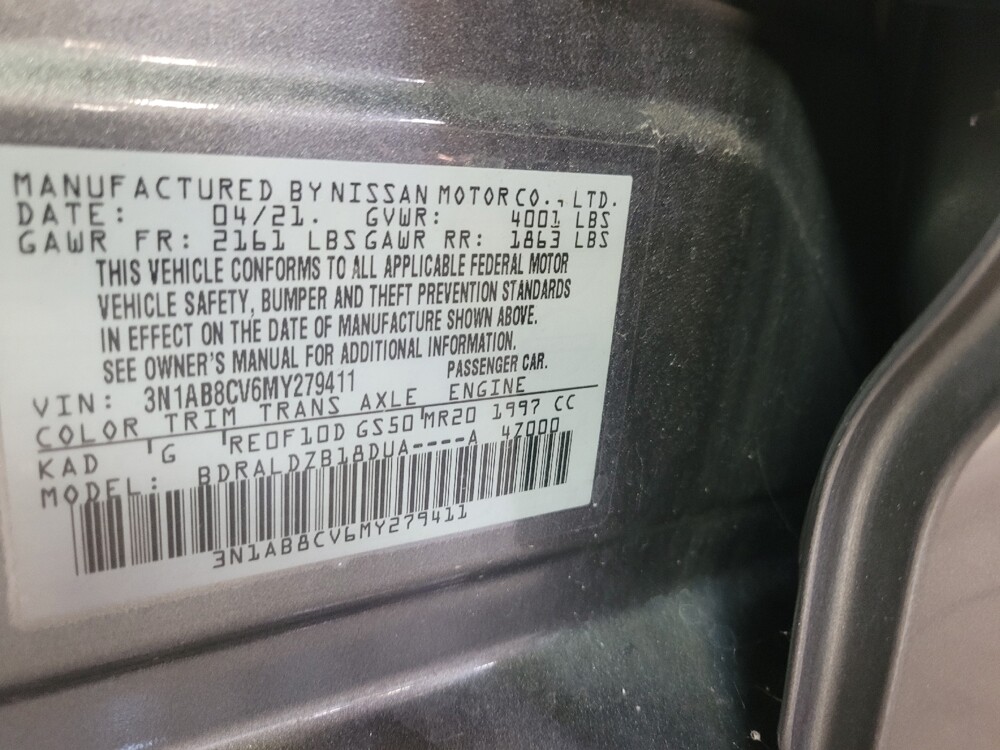 MANUFACTURED BY NISSAN MOTOR CO., LTD.
DATE: 04/21. GVWR: 4001 LBS
GAWR FR: 2161 LBS GAWR RR: 1863 LBS
THIS VEHICLE CONFORMS TO ALL APPLICABLE FEDERAL MOTOR
VEHICLE SAFETY, BUMPER AND THEFT PREVENTION STANDARDS
IN EFFECT ON THE DATE OF MANUFACTURE SHOWN ABOVE.
SEE OWNER'S MANUAL FOR ADDITIONAL INFORMATION.
PASSENGER CAR.
VIN: 3N1AB8CV6MY279411
COLOR TRIM TRANS AXLE ENGINE
KAD G RE0F10D GS50 MR20 1997 CC
MODEL: BDRALDZB18DUA----A 47000
3N1AB8CV6MY279411